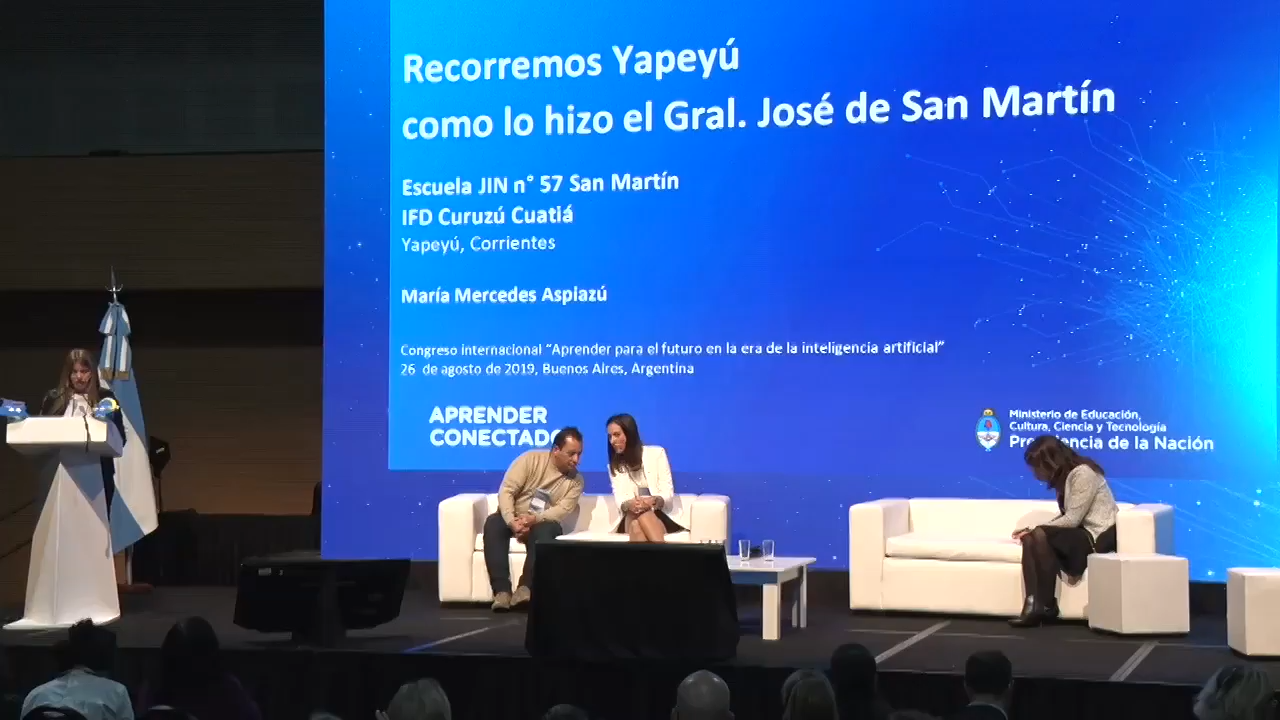 Recorremos Yapeyú
como lo hizo el Gral. José de San Martín
Escuela JIN n° 57 San Martín
IFD Curuzú Cuatiá
Yapeyú, Corrientes
María Mercedes Aspiazú
Congreso internacional “Aprender para el futuro en la era de la inteligencia artificial”
26 de agosto de 2019, Buenos Aires, Argentina
APRENDER
CONECTADO
Ministerio de Educación,
Cultura, Ciencia y Tecnología
de la Nación